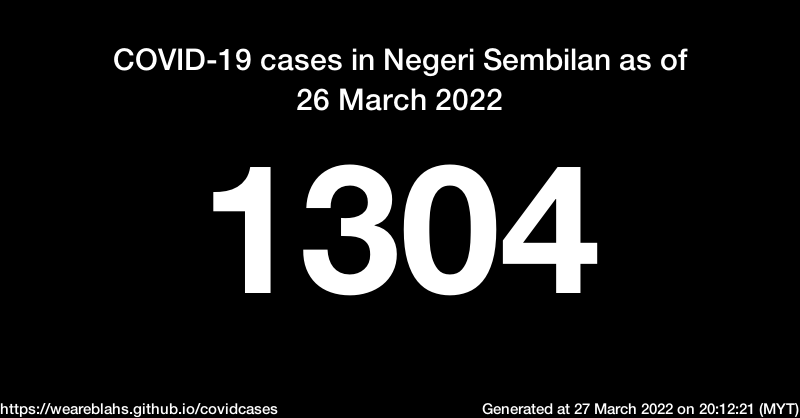 COVID-19 cases in Negeri Sembilan as of
26 March 2022
1304
https://weareblahs.github.io/covidcases
Generated at 27 March 2022 on 20:12:21 (MYT)